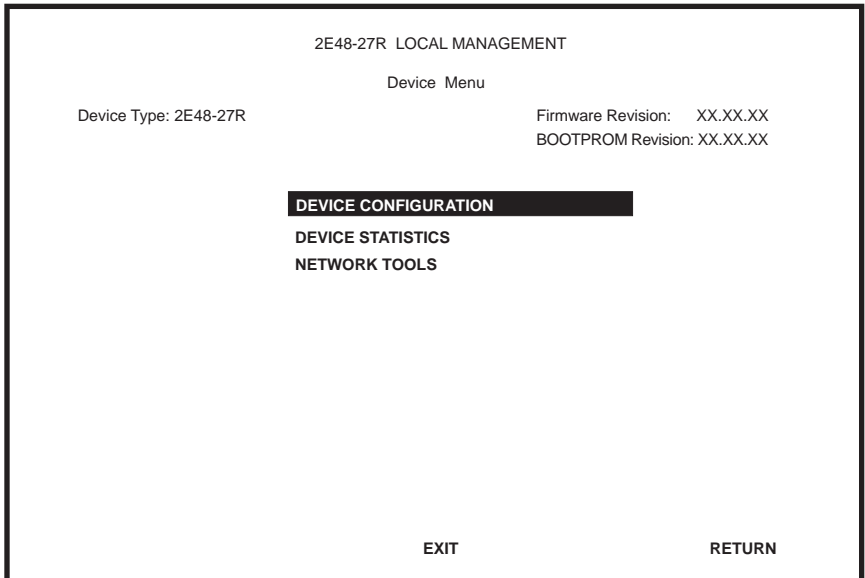 2E48-27R LOCAL MANAGEMENT
Device Menu
Device Type: 2E48-27R
Firmware Revision: XX.XX.XX
BOOTPROM Revision: XX.XX.XX
DEVICE CONFIGURATION
DEVICE STATISTICS
NETWORK TOOLS
EXIT RETURN